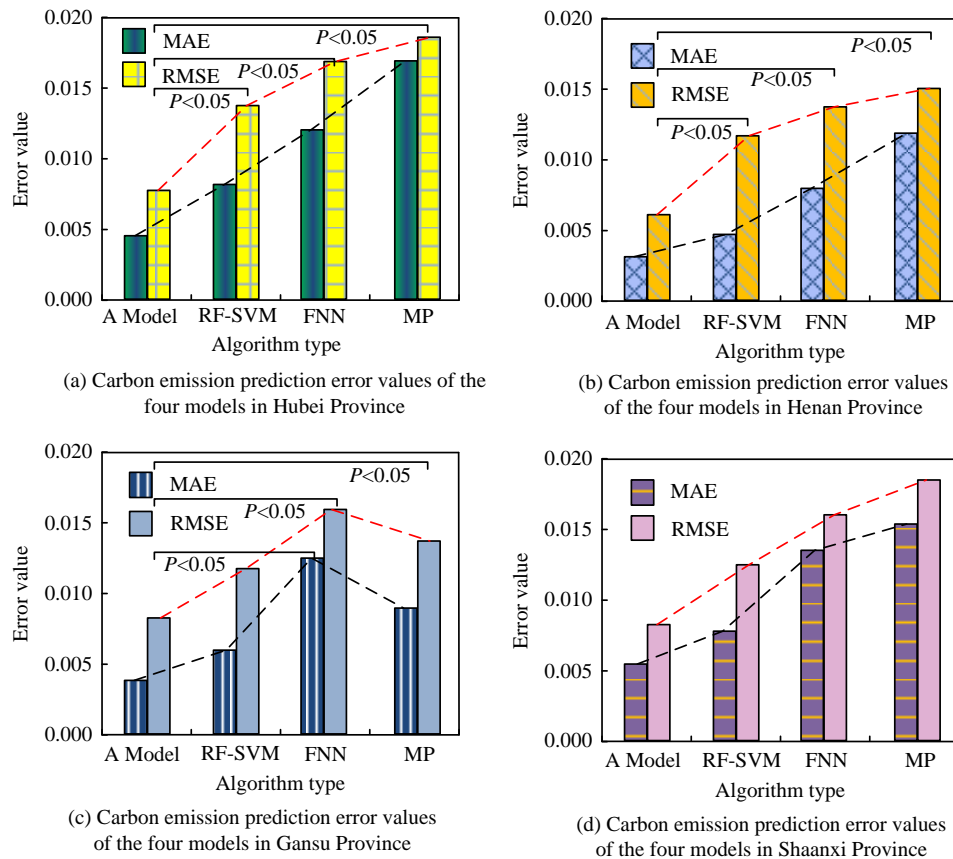 0.020
0.015
0.010
0.005
0.000
Error value
MAE
RMSE
P<0.05
P<0.05
P<0.05
A Model RF-SVM FNN MP
Algorithm type
(a) Carbon emission prediction error values of the
four models in Hubei Province
0.020
0.015
0.010
0.005
0.000
Error value
MAE
RMSE
P<0.05
P<0.05
P<0.05
A Model RF-SVM FNN MP
Algorithm type
(b) Carbon emission prediction error values
of the four models in Henan Province
0.020
0.015
0.010
0.005
0.000
Error value
MAE
RMSE
P<0.05
P<0.05
P<0.05
A Model RF-SVM FNN MP
Algorithm type
(c) Carbon emission prediction error values
of the four models in Gansu Province
0.020
0.015
0.010
0.005
0.000
Error value
MAE
RMSE
A Model RF-SVM FNN MP
Algorithm type
(d) Carbon emission prediction error values
of the four models in Shaanxi Province